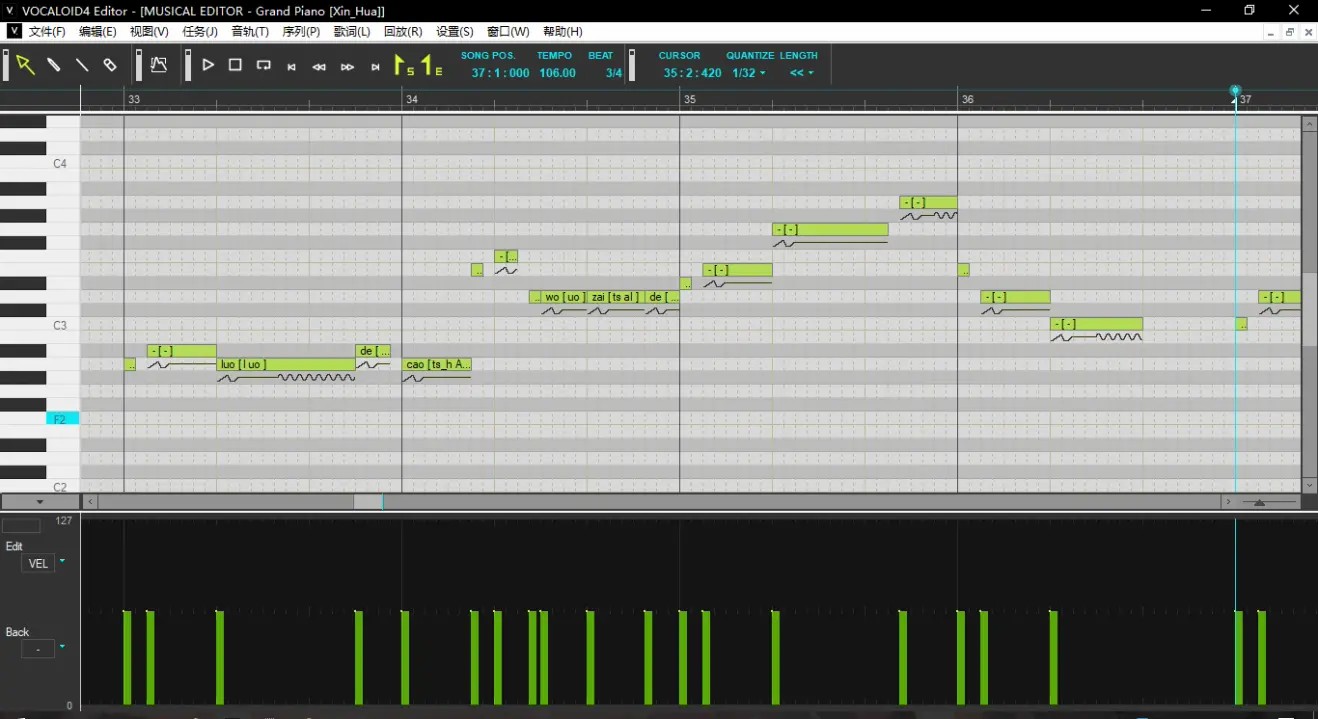 VOCALOID4 Editor - [MUSICAL EDITOR - Grand Piano [Xin_Hua]]
文件(F) 编辑(E) 视图(V) 任务(J) 音轨(T) 序列(P) 歌词(L) 回放(R) 设置(S) 窗口(W) 帮助(H)
SONG POS. TEMPO BEAT CURSOR QUANTIZE LENGTH
37:1:000 106.00 3/4 35:2:420 1/32 <<
S E
33 34 35 36 37
C4
- [-]
- [-]
- [...
.. - [-] ..
.. wo [ uo ] zai [ts aI ] de [ ... .. - [-] - [-]
C3 - [-] ..
- [-] de [ ...
.. luo [ l uo ] cao [ts_h A...
F2
C2
127
Edit
VEL
Back
-
0